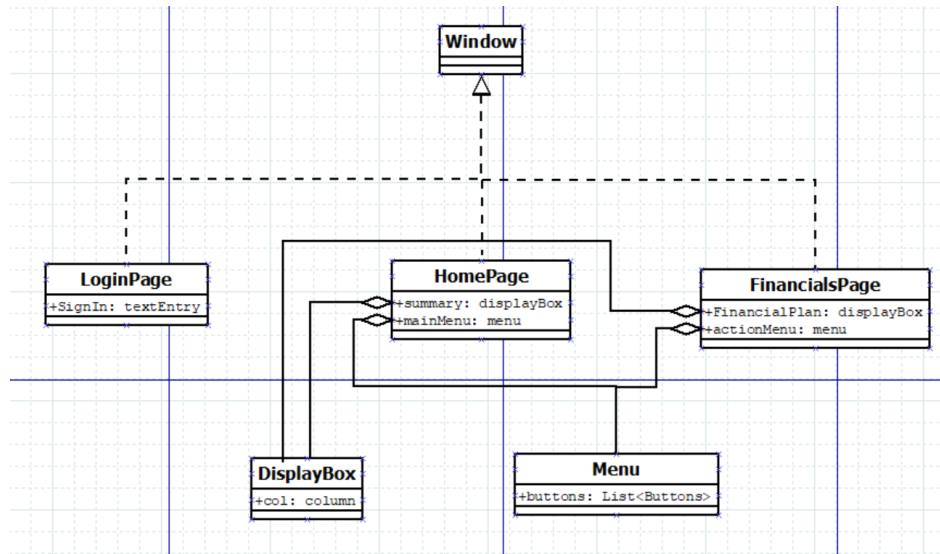 Window
LoginPage
+SignIn: textEntry
HomePage
+summary: displayBox
+mainMenu: menu
FinancialsPage
+FinancialPlan: displayBox
+actionMenu: menu
DisplayBox
+col: column
Menu
+buttons: List<Buttons>